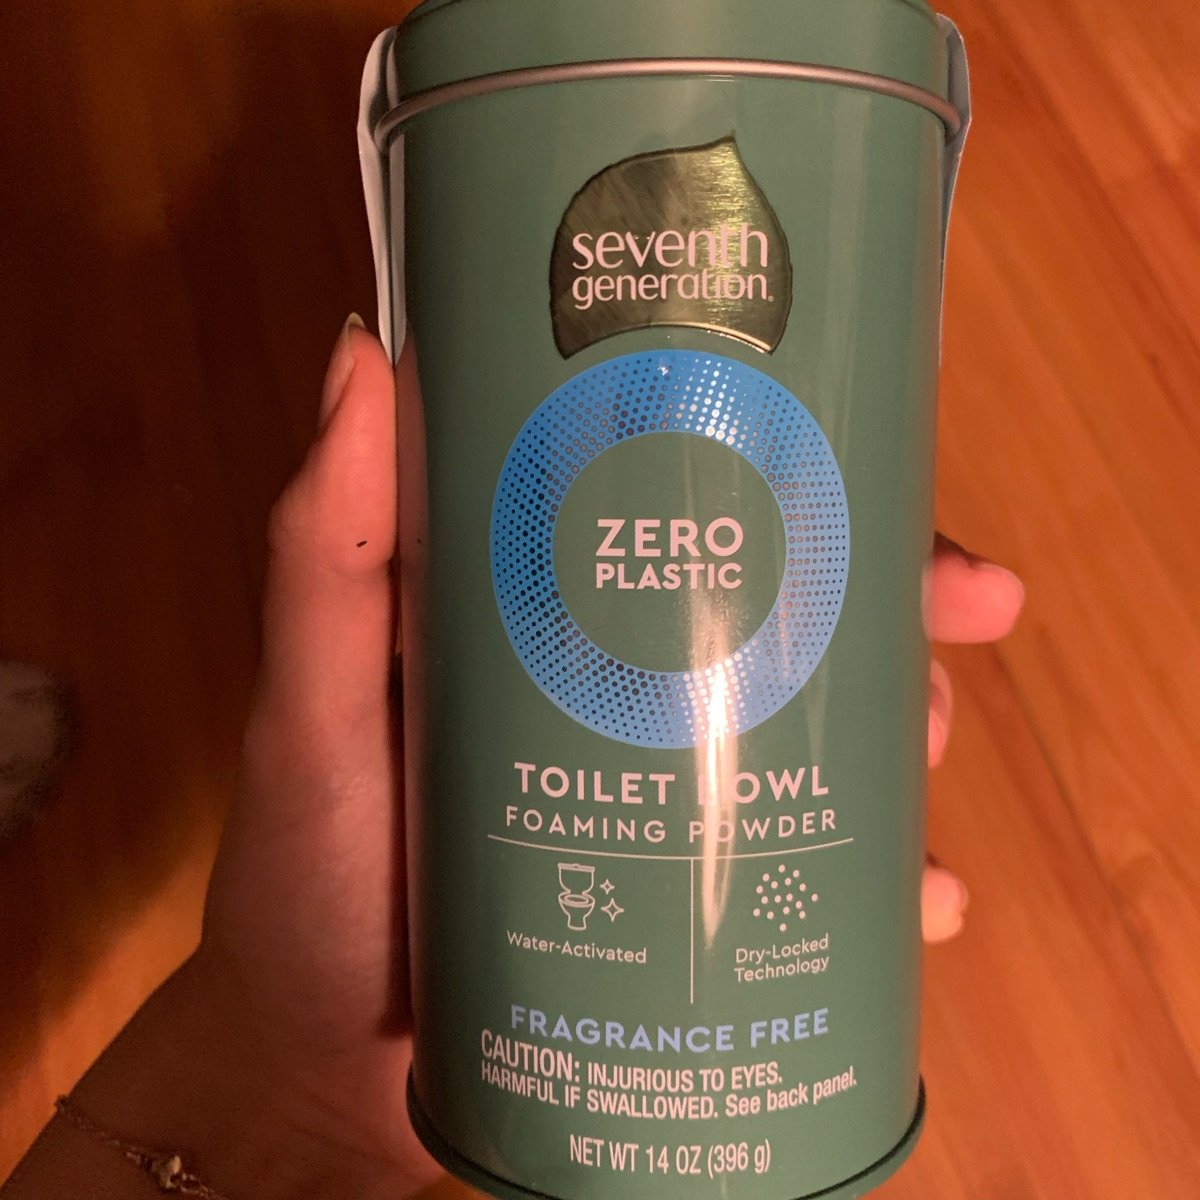 seventh
generation®
ZERO
PLASTIC
TOILET BOWL
FOAMING POWDER
Water-Activated
Dry-Locked
Technology
FRAGRANCE FREE
CAUTION: INJURIOUS TO EYES.
HARMFUL IF SWALLOWED. See back panel.
NET WT 14 OZ (396 g)